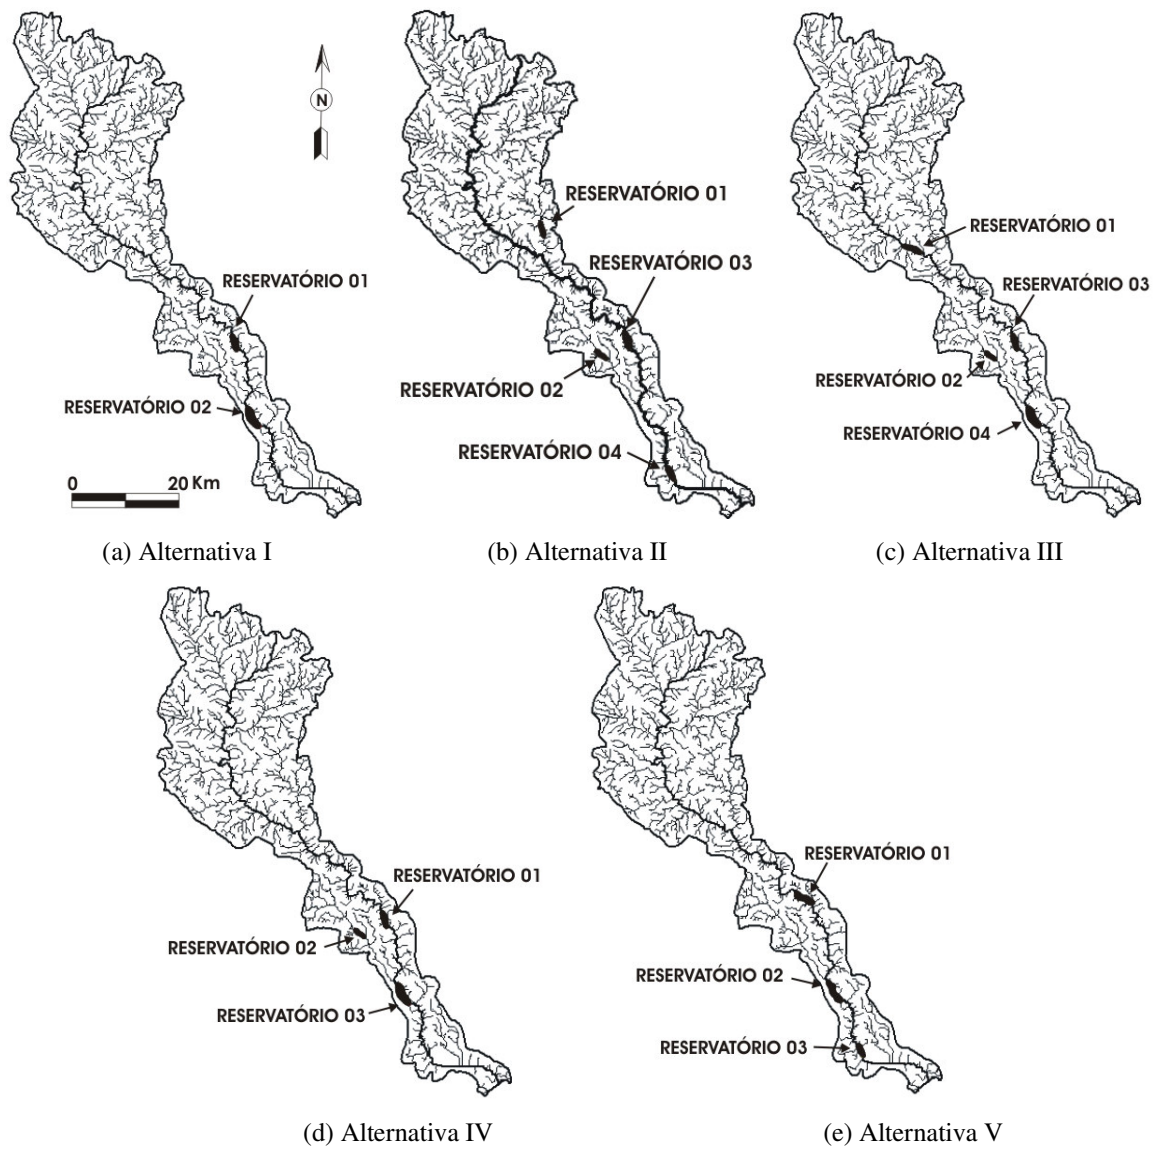 N
RESERVATÓRIO 01
RESERVATÓRIO 02
0 20 Km
(a) Alternativa I
RESERVATÓRIO 01
RESERVATÓRIO 03
RESERVATÓRIO 02
RESERVATÓRIO 04
(b) Alternativa II
RESERVATÓRIO 01
RESERVATÓRIO 03
RESERVATÓRIO 02
RESERVATÓRIO 04
(c) Alternativa III
RESERVATÓRIO 01
RESERVATÓRIO 02
RESERVATÓRIO 03
(d) Alternativa IV
RESERVATÓRIO 01
RESERVATÓRIO 02
RESERVATÓRIO 03
(e) Alternativa V